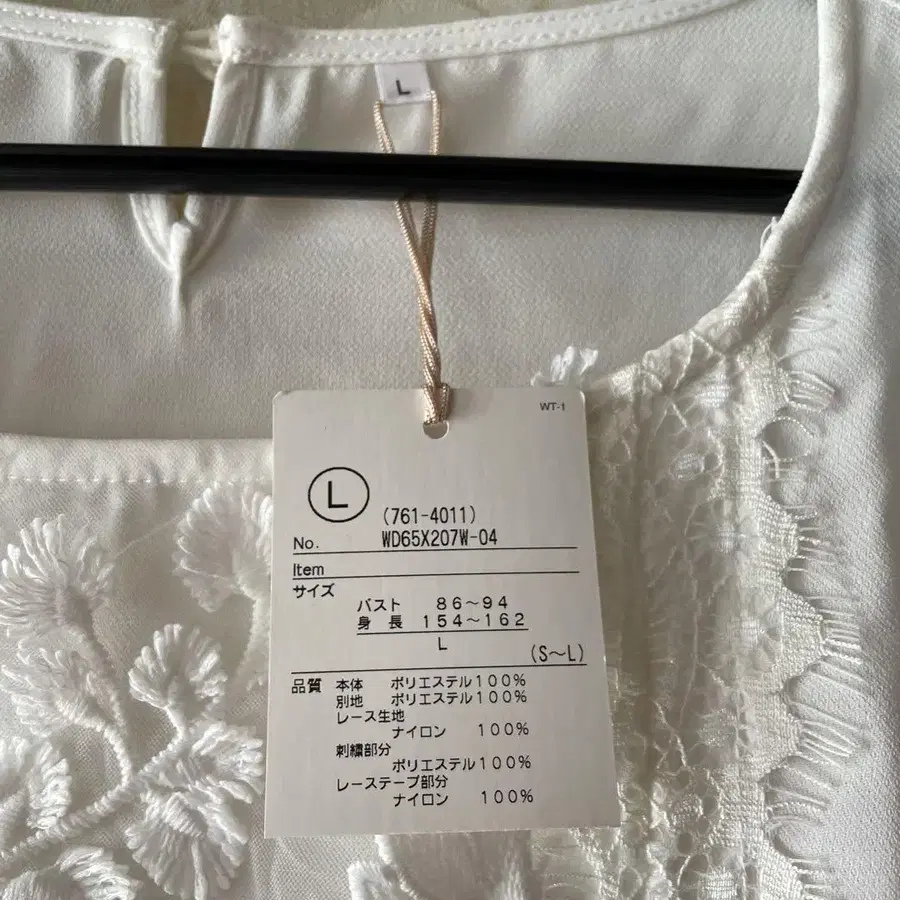 L
WT-1
L
(761-4011)
No. WD65X207W-04
Item
サイズ
バスト 86～94
身長 154～162
L
(S～L)
品質 本体 ポリエステル100%
別地 ポリエステル100%
レース生地
ナイロン 100%
刺繍部分
ポリエステル100%
レーステープ部分
ナイロン 100%